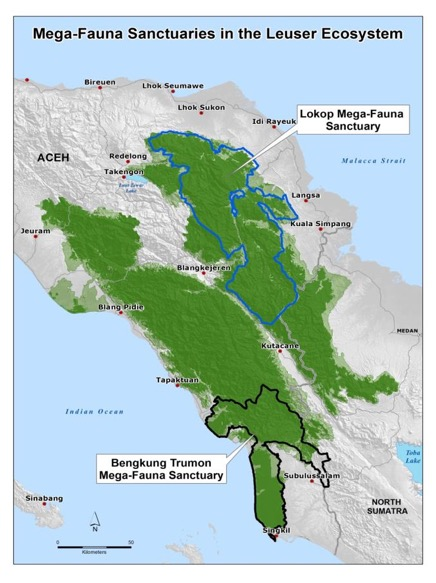 Mega-Fauna Sanctuaries in the Leuser Ecosystem
Bireuen
Lhok Seumawe
Lhok Sukon
Idi Rayeuk
Lokop Mega-Fauna
Sanctuary
ACEH
Redelong
Takengon
Malacca Strait
Langsa
Kuala Simpang
Jeuram
Blangkejeren
Blang Pidie
MEDAN
Kutacane
Tapaktuan
Indian Ocean
Toba
Lake
Bengkung Trumon
Mega-Fauna Sanctuary
Subulussalam
Sinabang
N
NORTH
SUMATRA
Singkil
0 50
Kilometers